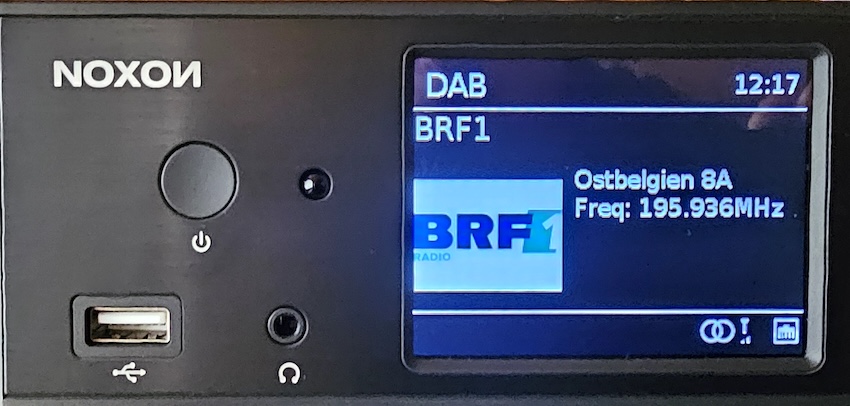 NOXON
DAB 12:17
BRF1
Ostbelgien 8A
Freq: 195.936MHz
BRF1
RADIO